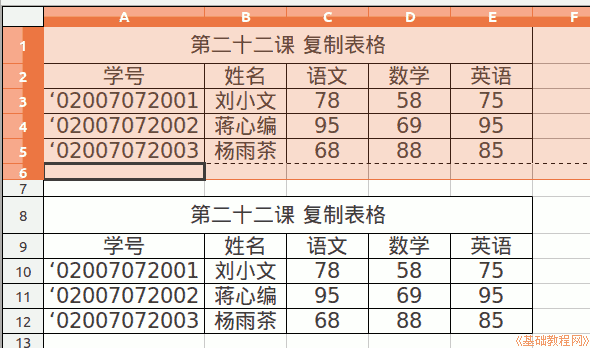 A B C D E F
1 第二十二课 复制表格
2 学号 姓名 语文 数学 英语
3 ‘02007072001 刘小文 78 58 75
4 ‘02007072002 蒋心编 95 69 95
5 ‘02007072003 杨雨茶 68 88 85
6
7
8 第二十二课 复制表格
9 学号 姓名 语文 数学 英语
10 ‘02007072001 刘小文 78 58 75
11 ‘02007072002 蒋心编 95 69 95
12 ‘02007072003 杨雨茶 68 88 85
13 《基础教程网》